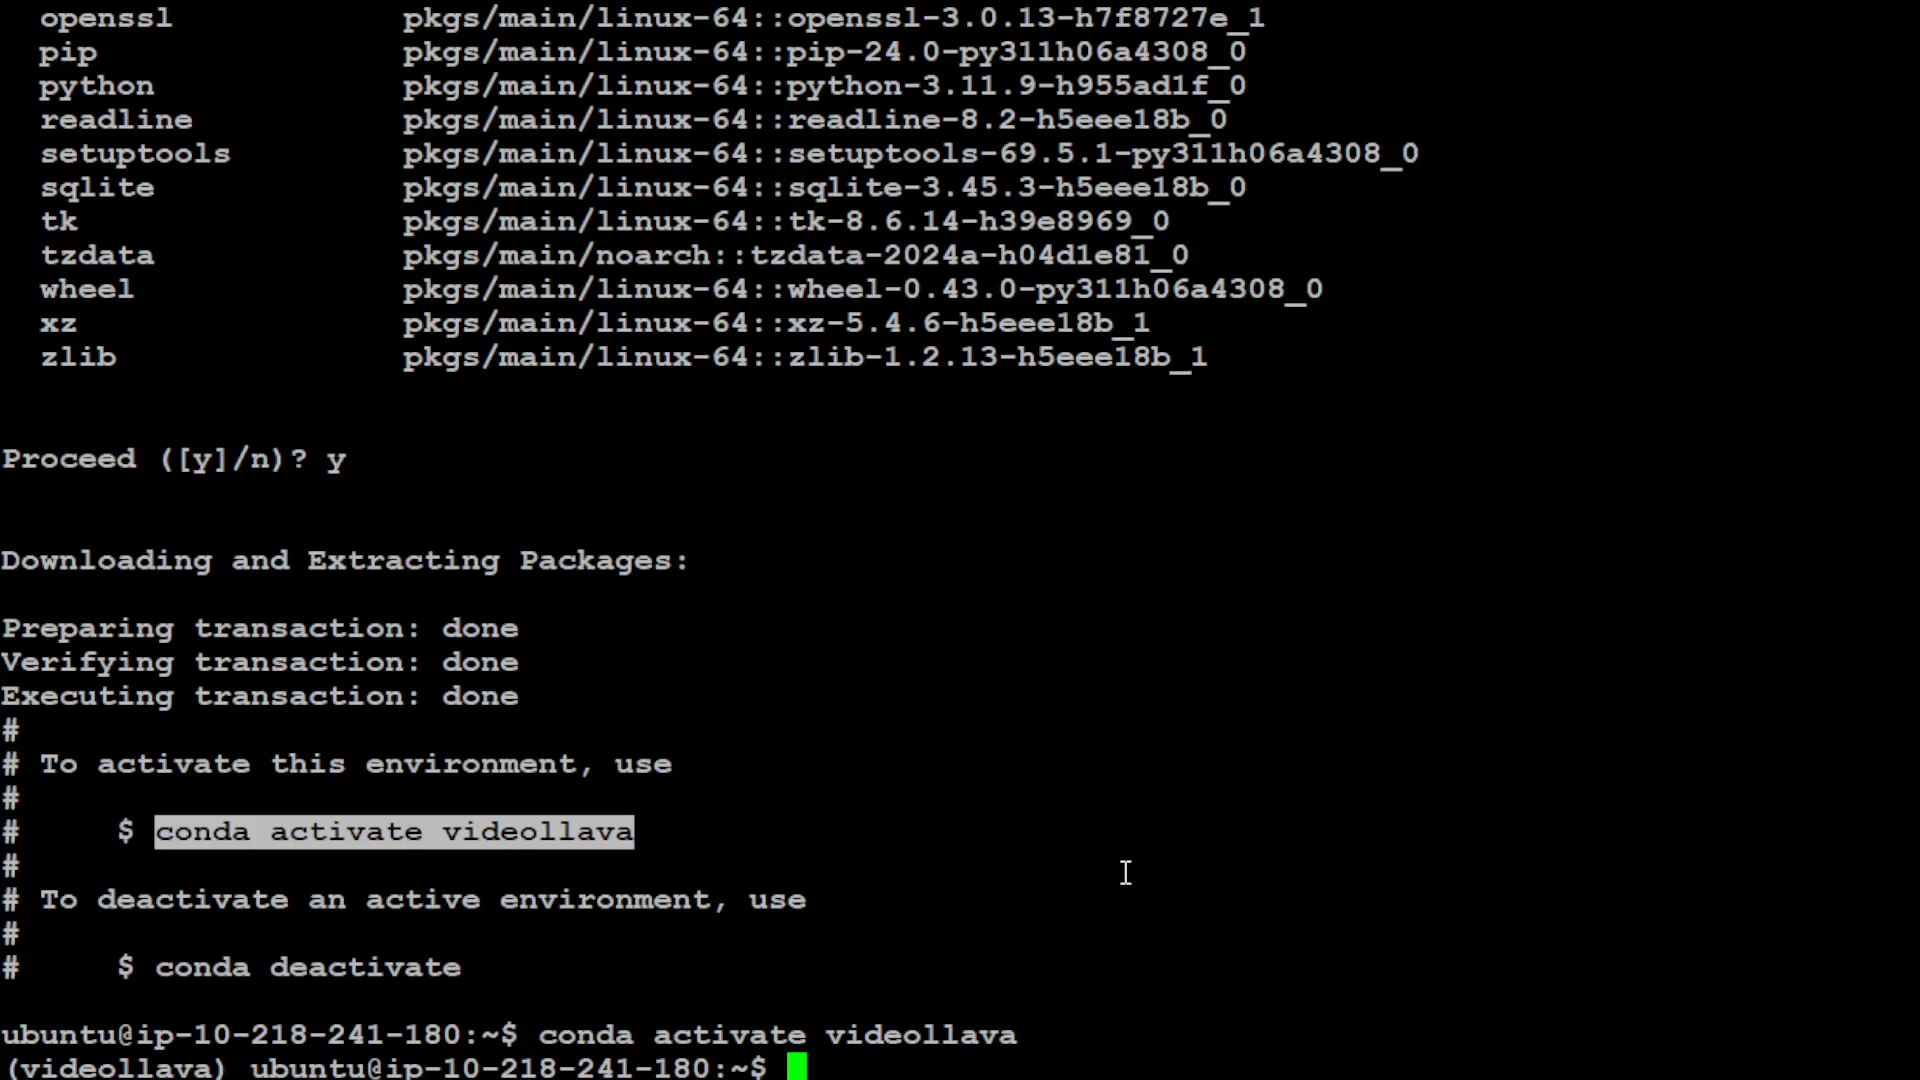 openssl pkgs/main/linux-64::openssl-3.0.13-h7f8727e_1
pip pkgs/main/linux-64::pip-24.0-py311h06a4308_0
python pkgs/main/linux-64::python-3.11.9-h955ad1f_0
readline pkgs/main/linux-64::readline-8.2-h5eee18b_0
setuptools pkgs/main/linux-64::setuptools-69.5.1-py311h06a4308_0
sqlite pkgs/main/linux-64::sqlite-3.45.3-h5eee18b_0
tk pkgs/main/linux-64::tk-8.6.14-h39e8969_0
tzdata pkgs/main/noarch::tzdata-2024a-h04d1e81_0
wheel pkgs/main/linux-64::wheel-0.43.0-py311h06a4308_0
xz pkgs/main/linux-64::xz-5.4.6-h5eee18b_1
zlib pkgs/main/linux-64::zlib-1.2.13-h5eee18b_1
Proceed ([y]/n)? y
Downloading and Extracting Packages:
Preparing transaction: done
Verifying transaction: done
Executing transaction: done
#
# To activate this environment, use
#
# $ conda activate videollava
#
# To deactivate an active environment, use
#
# $ conda deactivate
ubuntu@ip-10-218-241-180:~$ conda activate videollava
(videollava) ubuntu@ip-10-218-241-180:~$